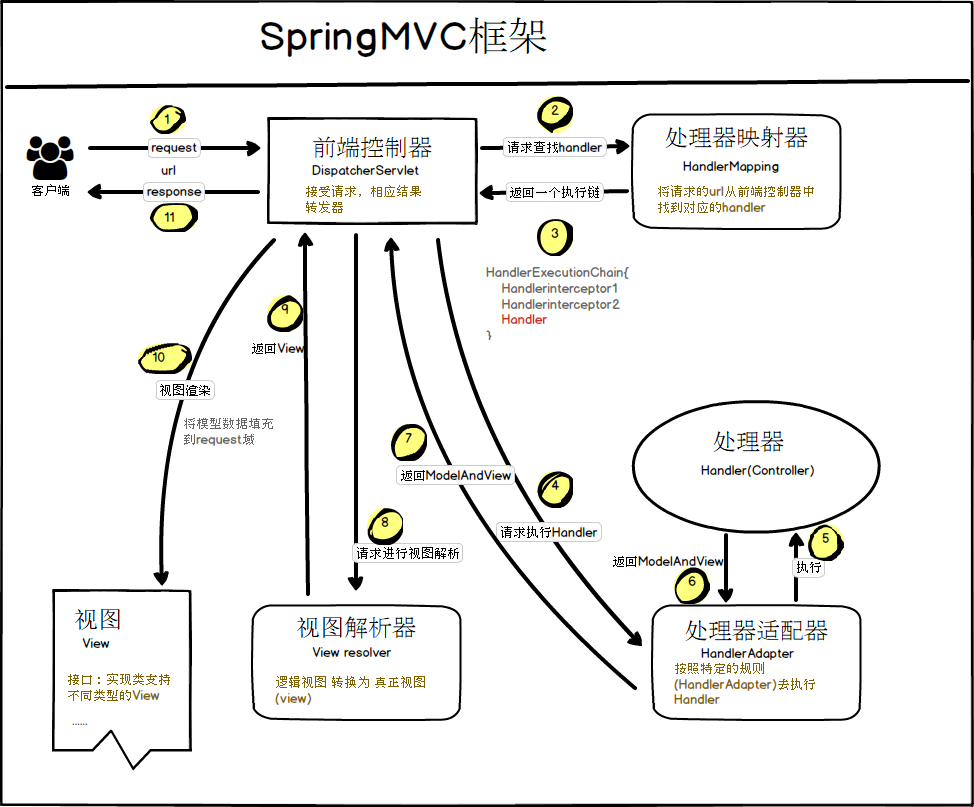 SpringMVC框架
1
request
url
response
11
客户端
前端控制器
DispatcherServlet
接受请求，相应结果
转发器
2
请求查找handler
返回一个执行链
3
处理器映射器
HandlerMapping
将请求的url从前端控制器中
找到对应的handler
HandlerExecutionChain{
Handlerinterceptor1
Handlerinterceptor2
Handler
}
9
返回View
10
视图渲染
将模型数据填充
到request域
7
返回ModelAndView
4
请求执行Handler
8
请求进行视图解析
处理器
Handler(Controller)
5
执行
返回ModelAndView
6
视图
View
接口：实现类支持
不同类型的View
......
视图解析器
View resolver
逻辑视图 转换为 真正视图
(view)
处理器适配器
HandlerAdapter
按照特定的规则
(HandlerAdapter)去执行
Handler